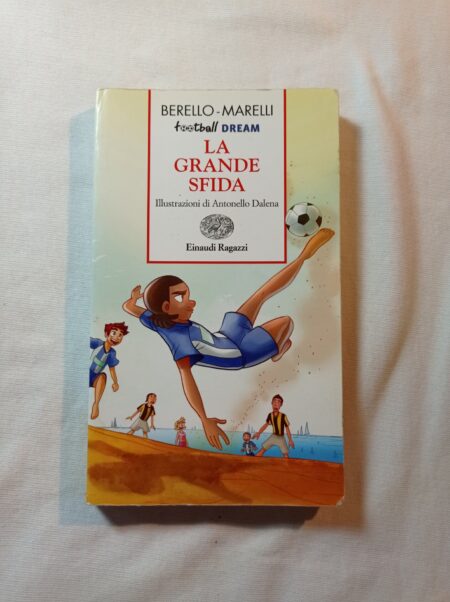 BERELLO - MARELLI
football DREAM
LA
GRANDE
SFIDA
Illustrazioni di Antonello Dalena
Einaudi Ragazzi